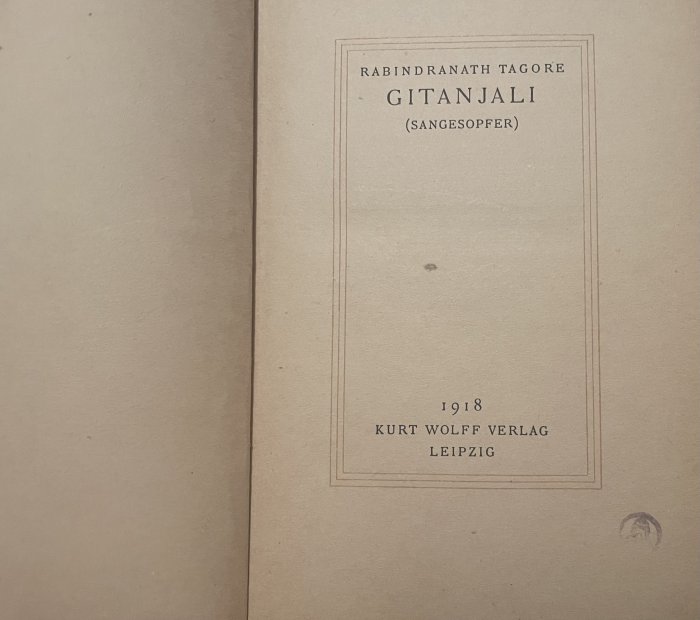 RABINDRANATH TAGORE
GITANJALI
(SANGESOPFER)
1918
KURT WOLFF VERLAG
LEIPZIG